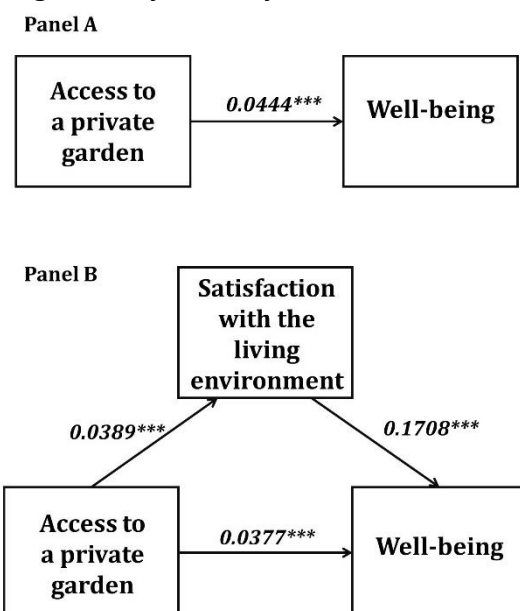 Panel A
Access to
a private
garden
0.0444***
Well-being
Panel B
Satisfaction
with the
living
environment
0.0389***
0.1708***
Access to
a private
garden
0.0377***
Well-being